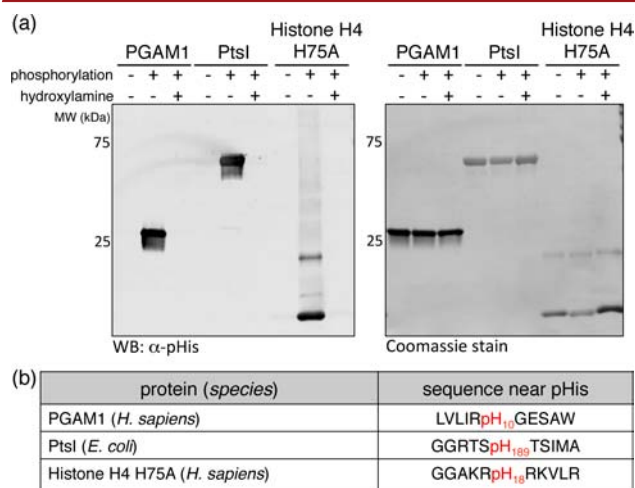 (a)
Histone H4 Histone H4
PGAM1 PtsI H75A PGAM1 PtsI H75A
phosphorylation - + + - + + - + + - + + - + + - + +
hydroxylamine - - + - - + - - + - - + - - + - - +
MW (kDa)
75 75
25 25
WB: α-pHis Coomassie stain
(b)
protein (species) sequence near pHis
PGAM1 (H. sapiens) LVLIRpH₁₀GESAW
PtsI (E. coli) GGRTSpH₁₈₉TSIMA
Histone H4 H75A (H. sapiens) GGAKRpH₁₈RKVLR